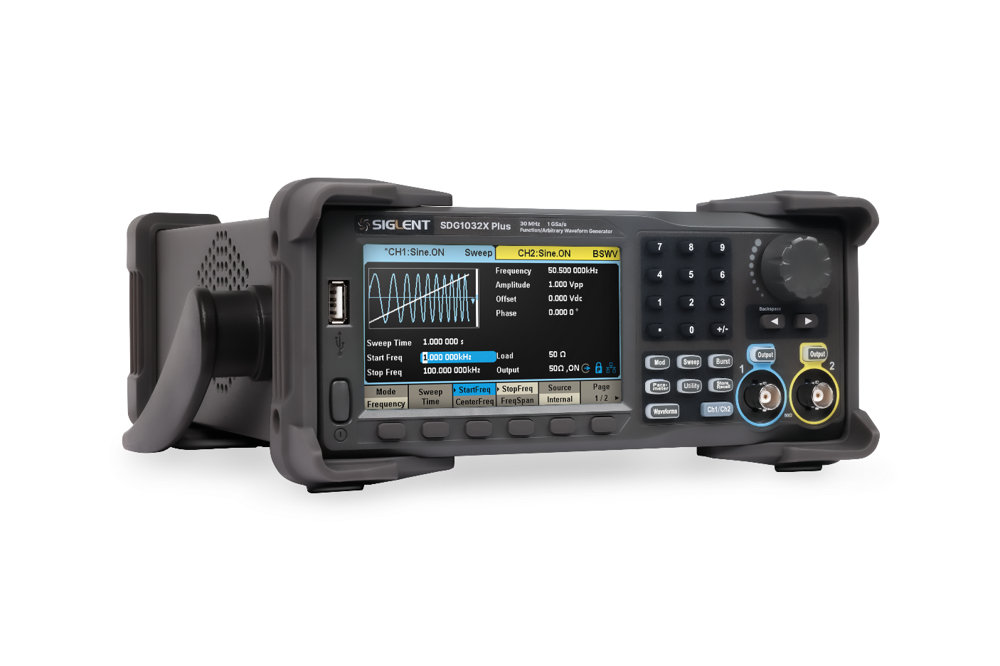 SIGLENT SDG1032X Plus 30 MHz 1 GSa/s
Function/Arbitrary Waveform Generator
*CH1:Sine.ON Sweep CH2:Sine.ON BSWV
Frequency 50.500 000kHz
Amplitude 1.000 Vpp
Offset 0.000 Vdc
Phase 0.000 0 °
Sweep Time 1.000 000 s
Start Freq 1.000 000kHz Load 50 Ω
Stop Freq 100.000 000kHz Output 50Ω ,ON
Mode Sweep StartFreq StopFreq Source Page
Frequency Time CenterFreq FreqSpan Internal 1 / 2
7 8 9
4 5 6
1 2 3
. 0 +/-
Backspace
Mod Sweep Burst
Para-
meter Utility Store
Recall
Waveforms Ch1/Ch2
Output Output
1 2
50Ω